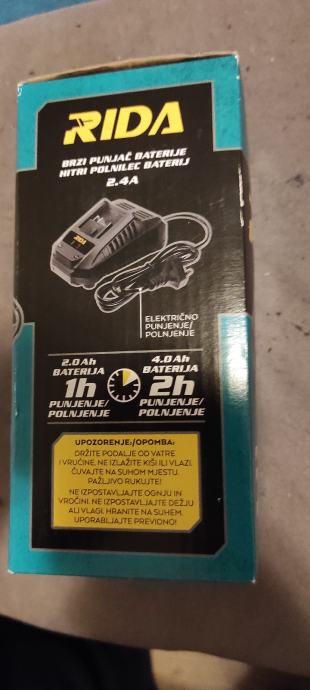 RIDA
BRZI PUNJAČ BATERIJE
HITRI POLNILEC BATERIJ
2.4A
RIDA
ELEKTRIČNO
PUNJENJE/
POLNJENJE
2.0Ah
BATERIJA
1h
PUNJENJE/
POLNJENJE
4.0Ah
BATERIJA
2h
PUNJENJE/
POLNJENJE
UPOZORENJE:/OPOMBA:
DRŽITE PODALJE OD VATRE
I VRUĆINE. NE IZLAŽITE KIŠI ILI VLAZI.
ČUVAJTE NA SUHOM MJESTU.
PAŽLJIVO RUKUJTE!
NE IZPOSTAVLJAJTE OGNJU IN
VROČINI. NE IZPOSTAVLJAJTE DEŽJU
ALI VLAGI. HRANITE NA SUHEM.
UPORABLJAJTE PREVIDNO!